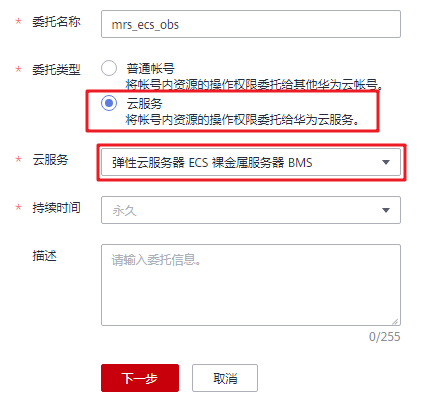 * 委托名称 mrs_ecs_obs
* 委托类型 普通帐号
将帐号内资源的操作权限委托给其他华为云帐号。
云服务
将帐号内资源的操作权限委托给华为云服务。
* 云服务 弹性云服务器 ECS 裸金属服务器 BMS
* 持续时间 永久
描述 请输入委托信息。
0/255
下一步 取消